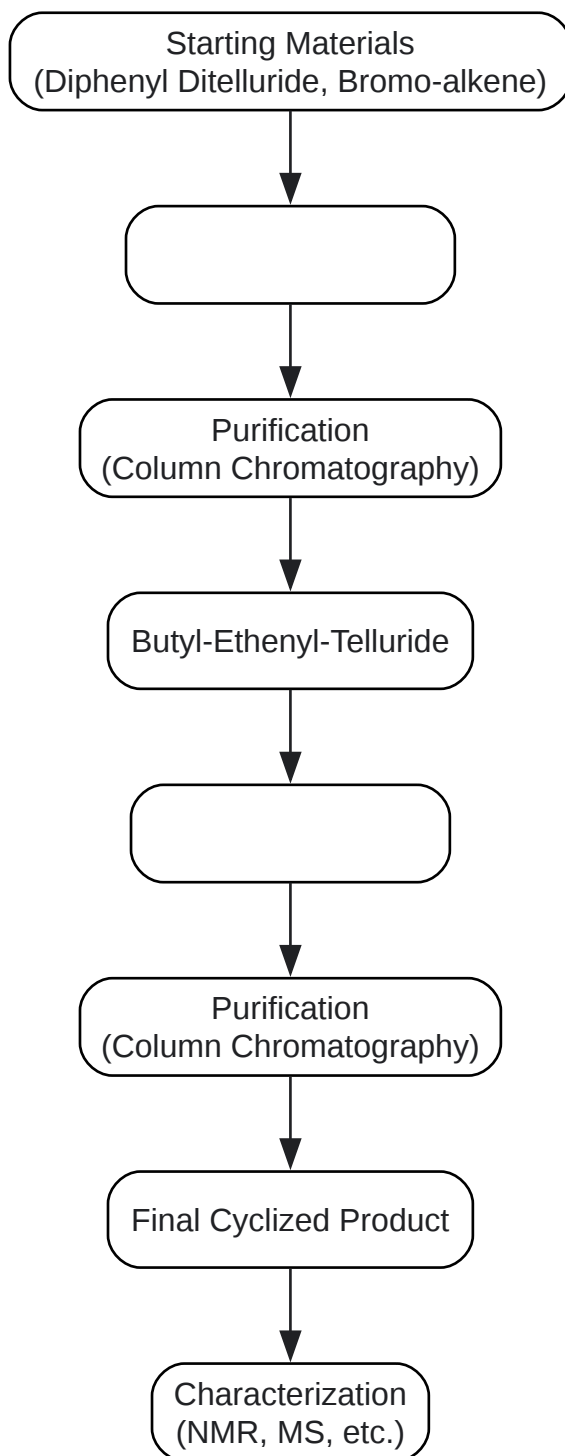 Starting Materials
(Diphenyl Ditelluride, Bromo-alkene)
Purification
(Column Chromatography)
Butyl-Ethenyl-Telluride
Purification
(Column Chromatography)
Final Cyclized Product
Characterization
(NMR, MS, etc.)